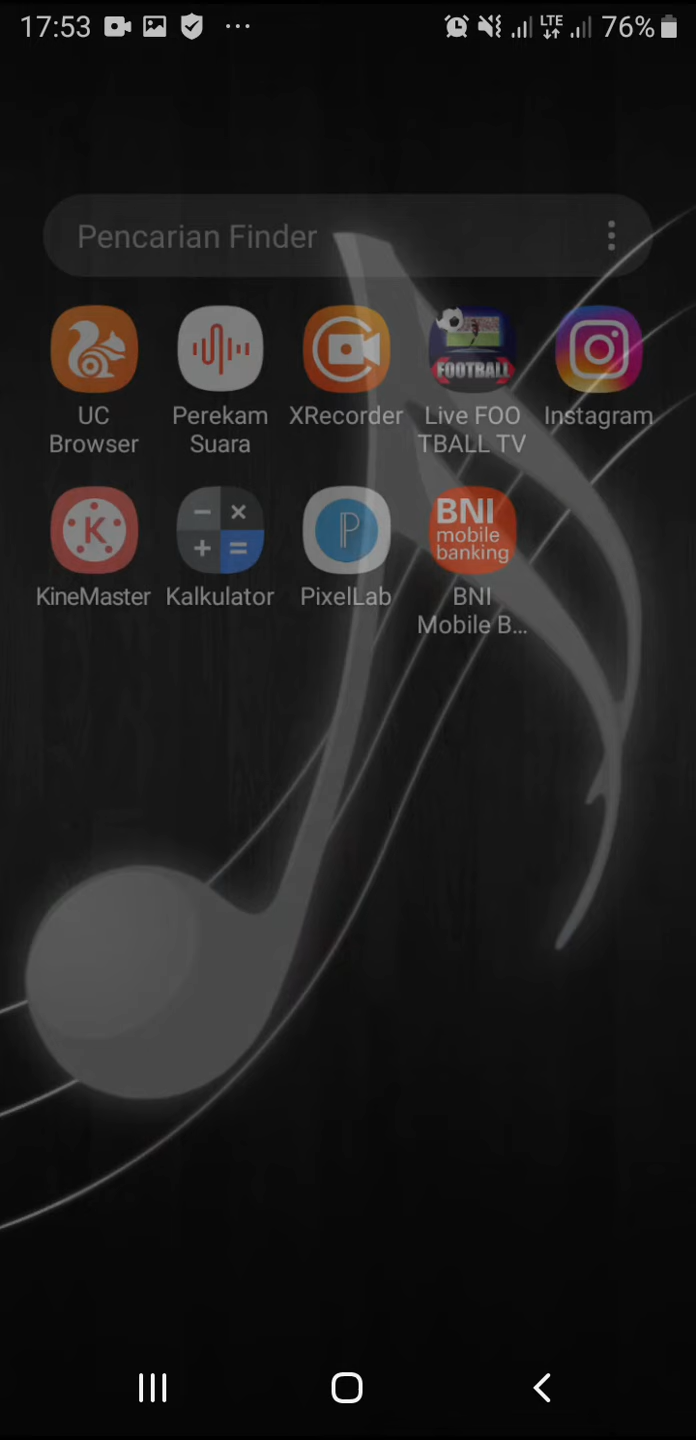 17:53 LTE 76%
Pencarian Finder
FOOTBALL
UC
Browser
Perekam
Suara
XRecorder
Live FOO
TBALL TV
Instagram
K
P
BNI
mobile
banking
KineMaster
Kalkulator
PixelLab
BNI
Mobile B...